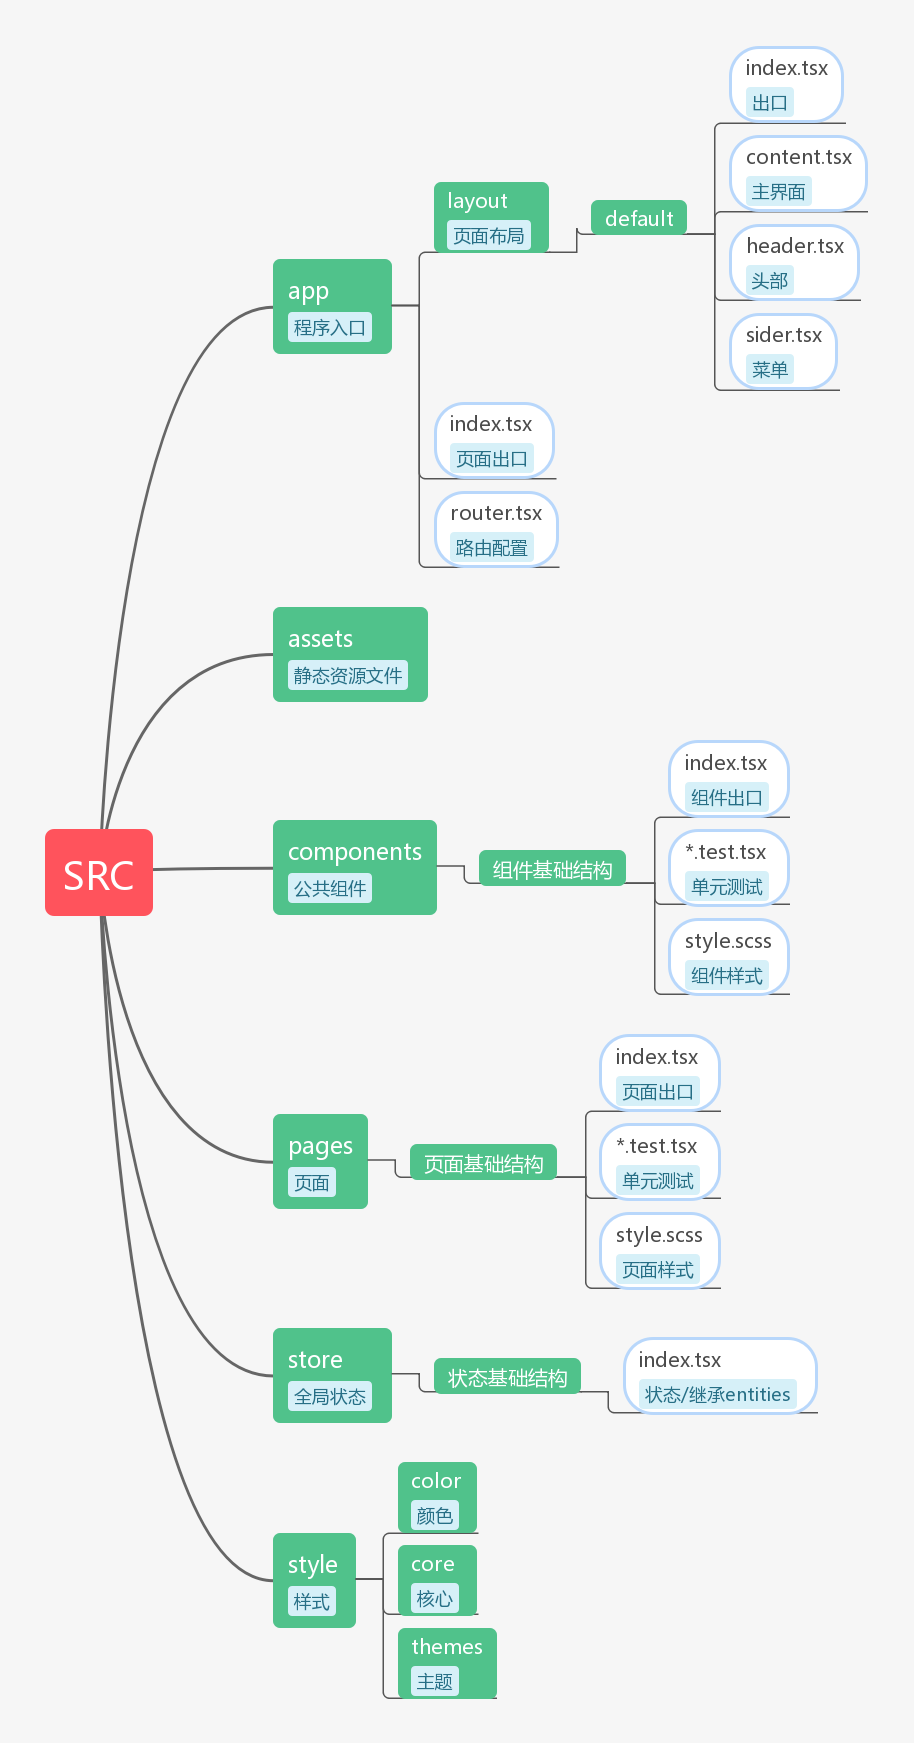 SRC
app
程序入口
layout
页面布局
default
index.tsx
出口
content.tsx
主界面
header.tsx
头部
sider.tsx
菜单
index.tsx
页面出口
router.tsx
路由配置
assets
静态资源文件
components
公共组件
组件基础结构
index.tsx
组件出口
*.test.tsx
单元测试
style.scss
组件样式
pages
页面
页面基础结构
index.tsx
页面出口
*.test.tsx
单元测试
style.scss
页面样式
store
全局状态
状态基础结构
index.tsx
状态/继承entities
style
样式
color
颜色
core
核心
themes
主题